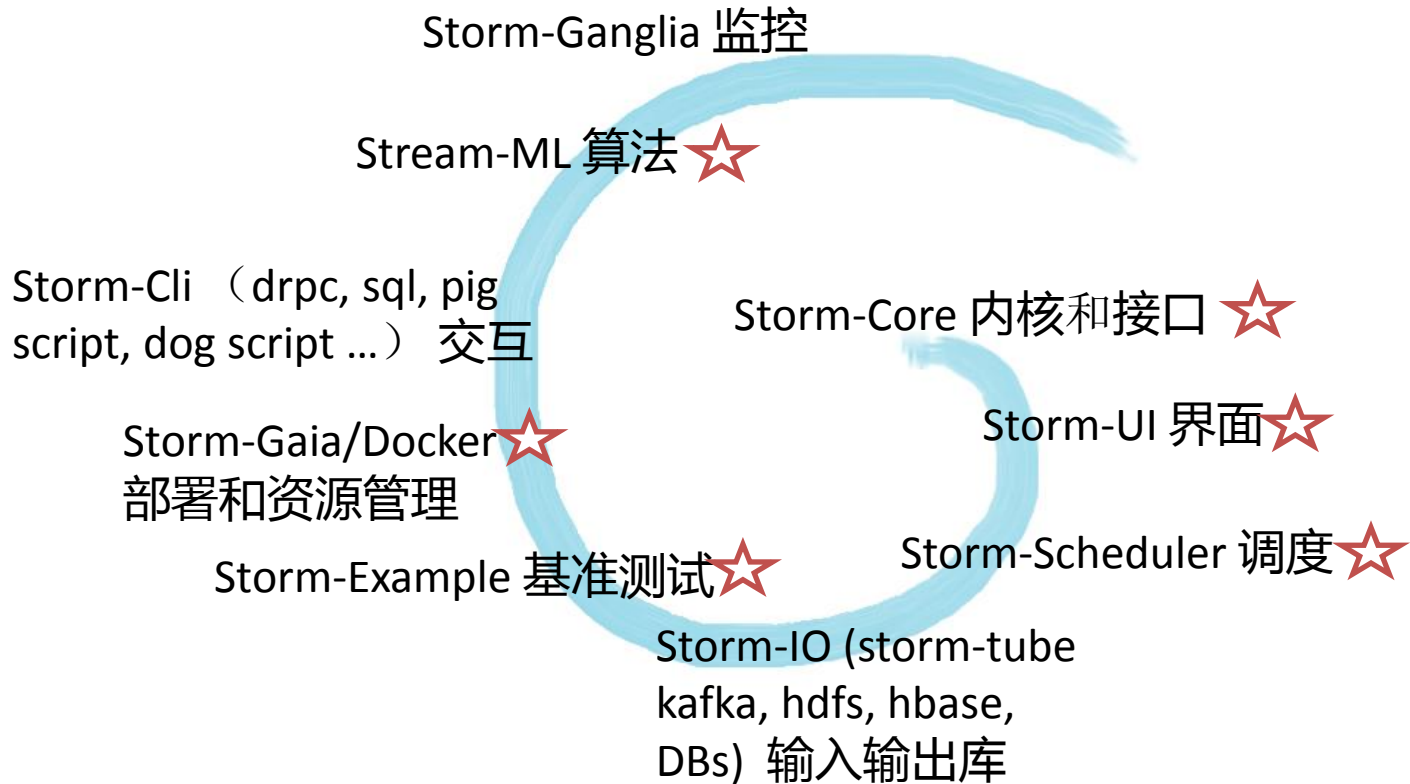 Storm-Ganglia 监控
Stream-ML 算法
Storm-Cli （drpc, sql, pig
script, dog script ...） 交互
Storm-Core 内核和接口
Storm-UI 界面
Storm-Gaia/Docker
部署和资源管理
Storm-Scheduler 调度
Storm-Example 基准测试
Storm-IO (storm-tube
kafka, hdfs, hbase,
DBs) 输入输出库